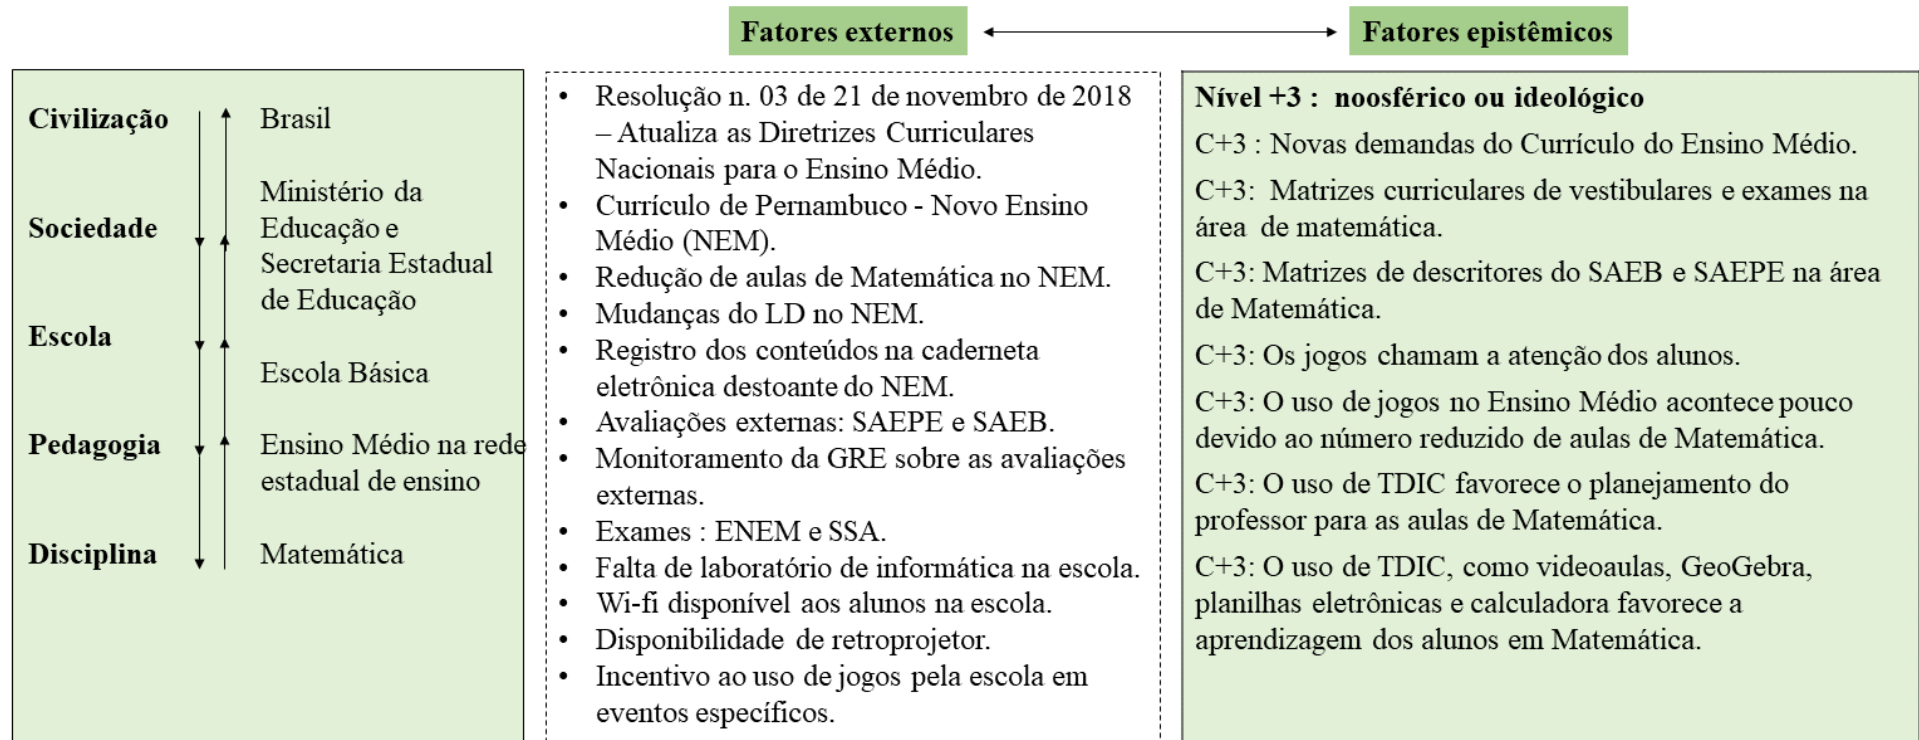 Fatores externos
Fatores epistêmicos
Civilização
Brasil
Sociedade
Ministério da
Educação e
Secretaria Estadual
de Educação
Escola
Escola Básica
Pedagogia
Ensino Médio na rede
estadual de ensino
Disciplina
Matemática
• Resolução n. 03 de 21 de novembro de 2018
– Atualiza as Diretrizes Curriculares
Nacionais para o Ensino Médio.
• Currículo de Pernambuco - Novo Ensino
Médio (NEM).
• Redução de aulas de Matemática no NEM.
• Mudanças do LD no NEM.
• Registro dos conteúdos na caderneta
eletrônica destoante do NEM.
• Avaliações externas: SAEPE e SAEB.
• Monitoramento da GRE sobre as avaliações
externas.
• Exames : ENEM e SSA.
• Falta de laboratório de informática na escola.
• Wi-fi disponível aos alunos na escola.
• Disponibilidade de retroprojetor.
• Incentivo ao uso de jogos pela escola em
eventos específicos.
Nível +3 : noosférico ou ideológico
C+3 : Novas demandas do Currículo do Ensino Médio.
C+3: Matrizes curriculares de vestibulares e exames na
área de matemática.
C+3: Matrizes de descritores do SAEB e SAEPE na área
de Matemática.
C+3: Os jogos chamam a atenção dos alunos.
C+3: O uso de jogos no Ensino Médio acontece pouco
devido ao número reduzido de aulas de Matemática.
C+3: O uso de TDIC favorece o planejamento do
professor para as aulas de Matemática.
C+3: O uso de TDIC, como videoaulas, GeoGebra,
planilhas eletrônicas e calculadora favorece a
aprendizagem dos alunos em Matemática.